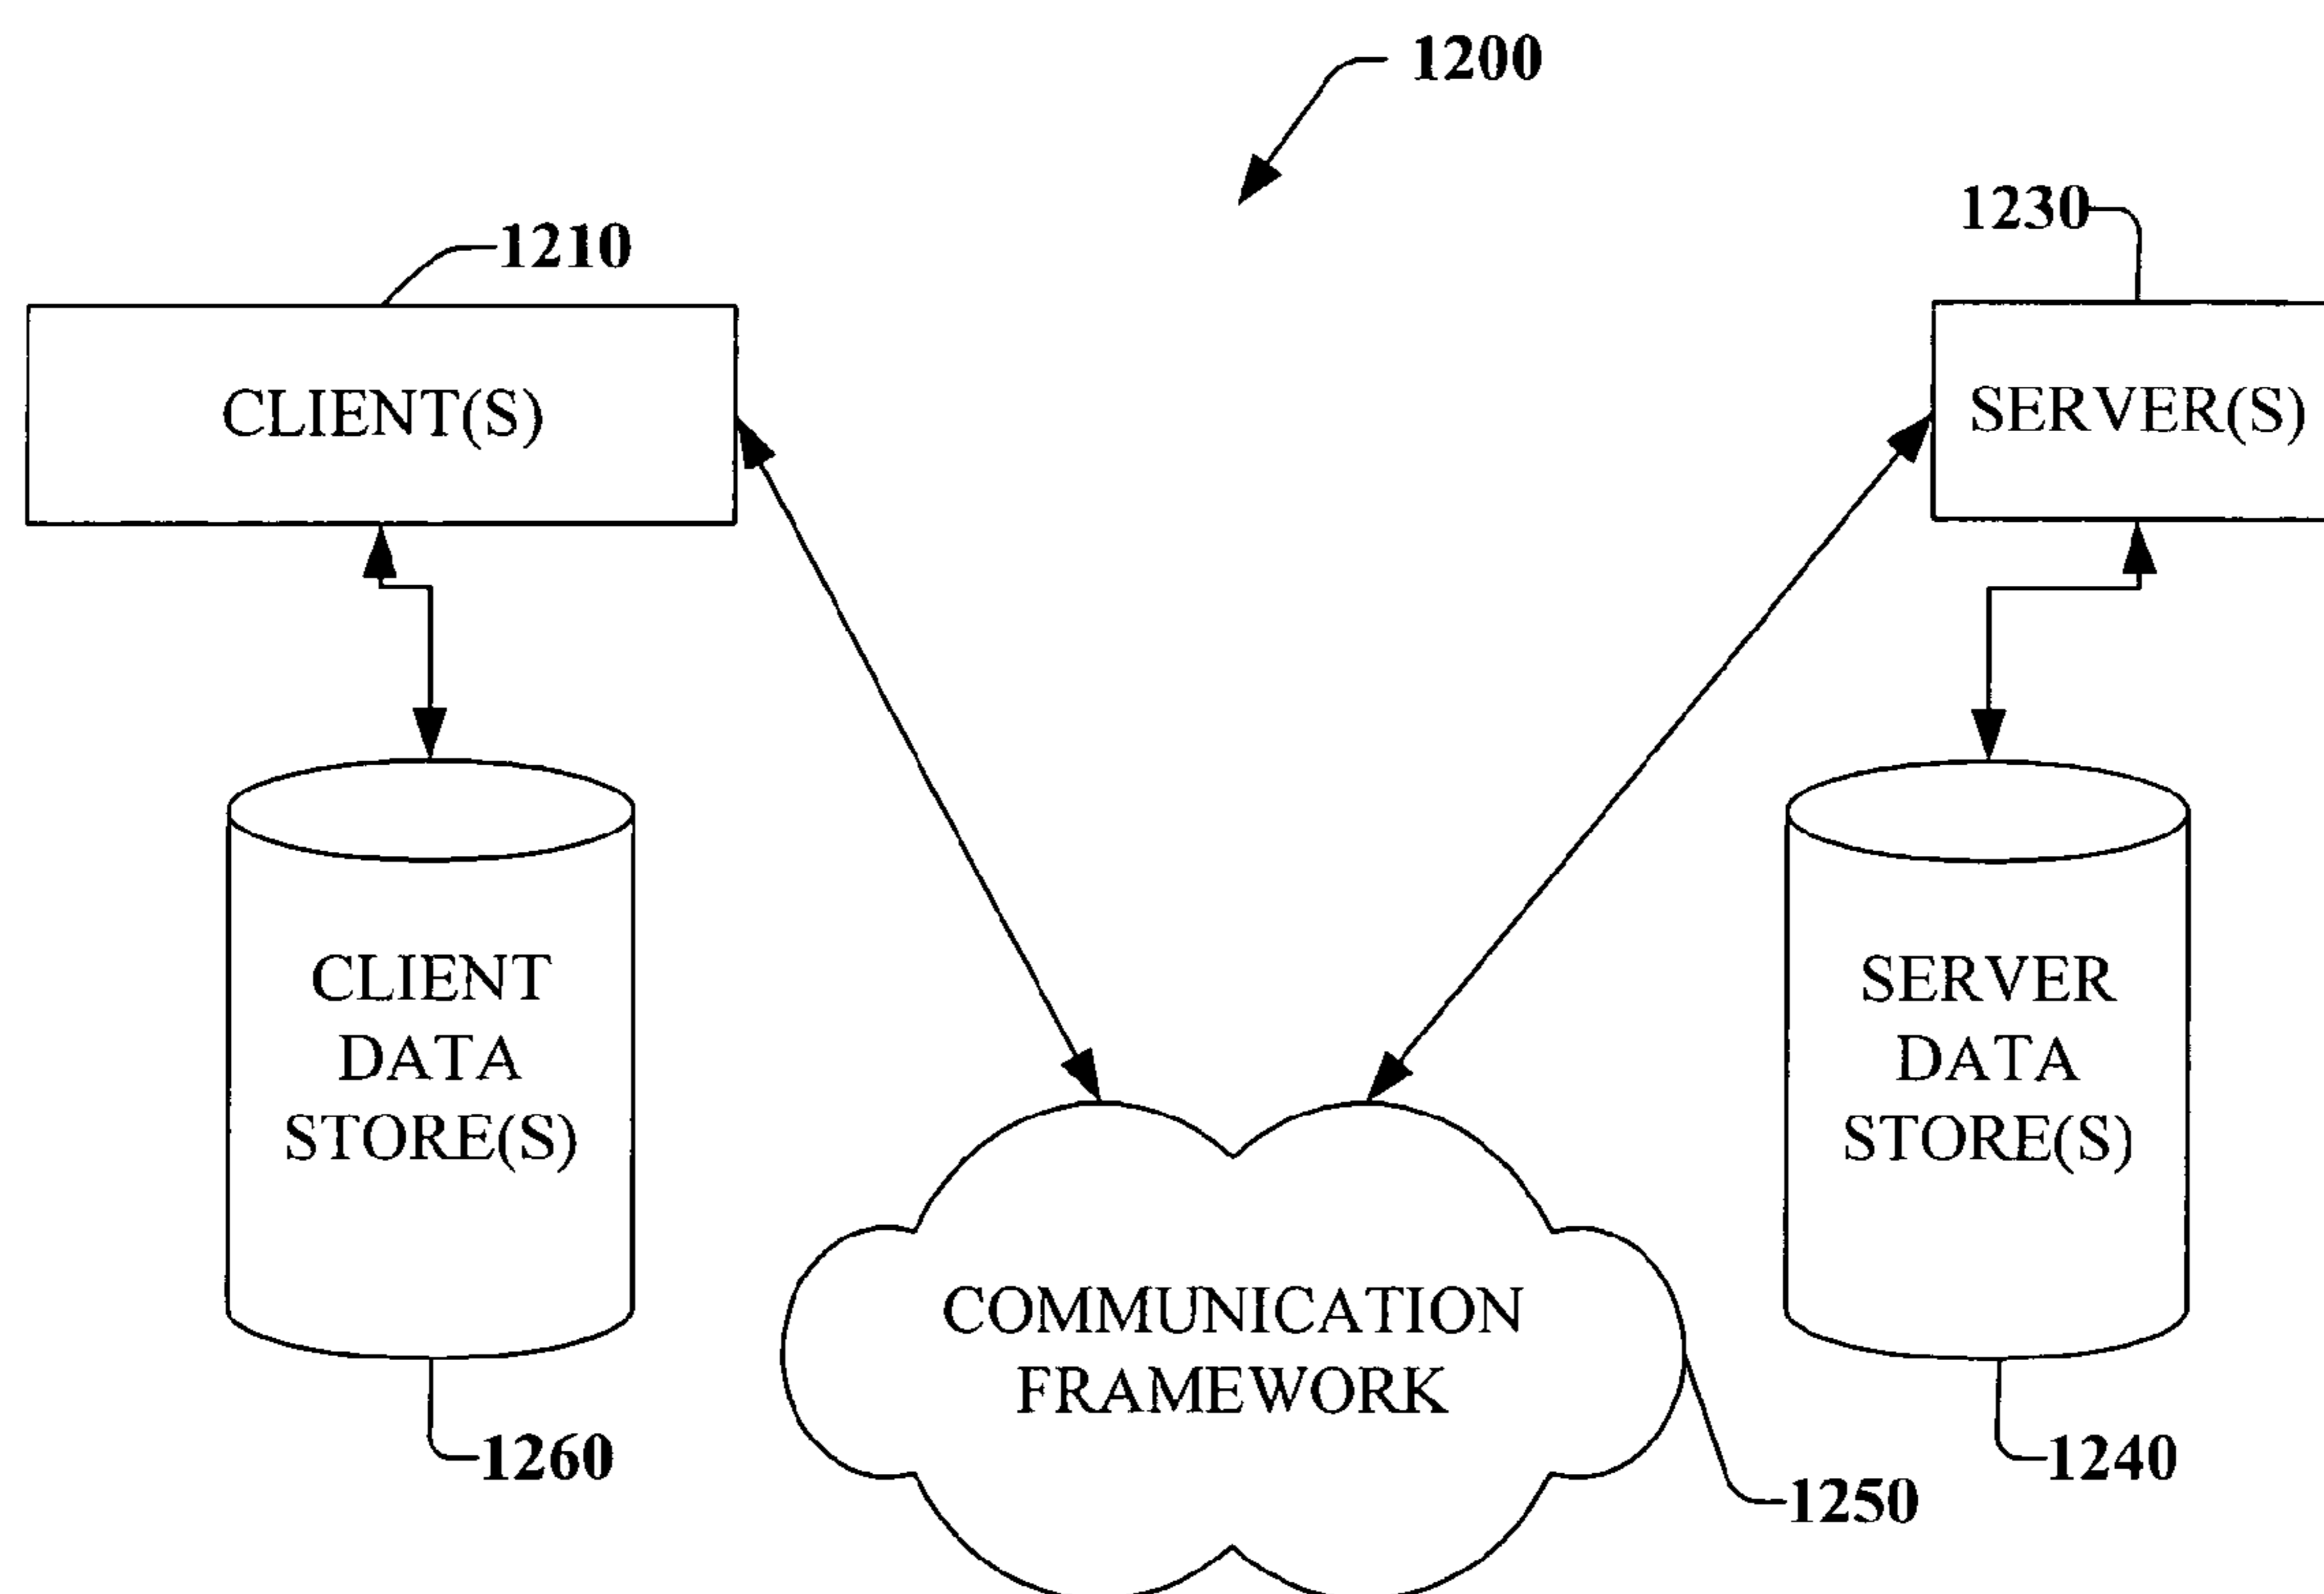 1200
1230
1210
CLIENT(S)
SERVER(S)
CLIENT
DATA
STORE(S)
SERVER
DATA
STORE(S)
COMMUNICATION
FRAMEWORK
1260
1240
1250